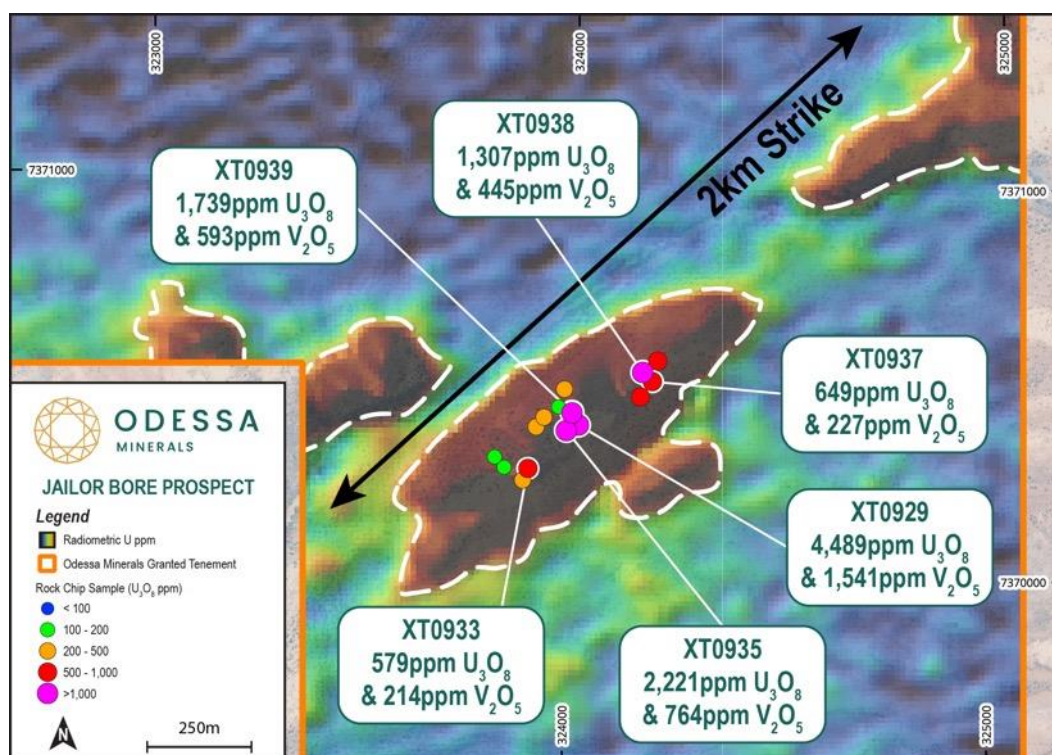 323000
324000
325000
7371000
7371000
7370000
324000
325000
2km Strike
XT0938
1,307ppm U₃O₈
& 445ppm V₂O₅
XT0939
1,739ppm U₃O₈
& 593ppm V₂O₅
XT0937
649ppm U₃O₈
& 227ppm V₂O₅
XT0929
4,489ppm U₃O₈
& 1,541ppm V₂O₅
XT0933
579ppm U₃O₈
& 214ppm V₂O₅
XT0935
2,221ppm U₃O₈
& 764ppm V₂O₅
ODESSA
MINERALS
JAILOR BORE PROSPECT
Legend
Radiometric U ppm
Odessa Minerals Granted Tenement
Rock Chip Sample (U₃O₈ ppm)
< 100
100 - 200
200 - 500
500 - 1,000
>1,000
N
250m